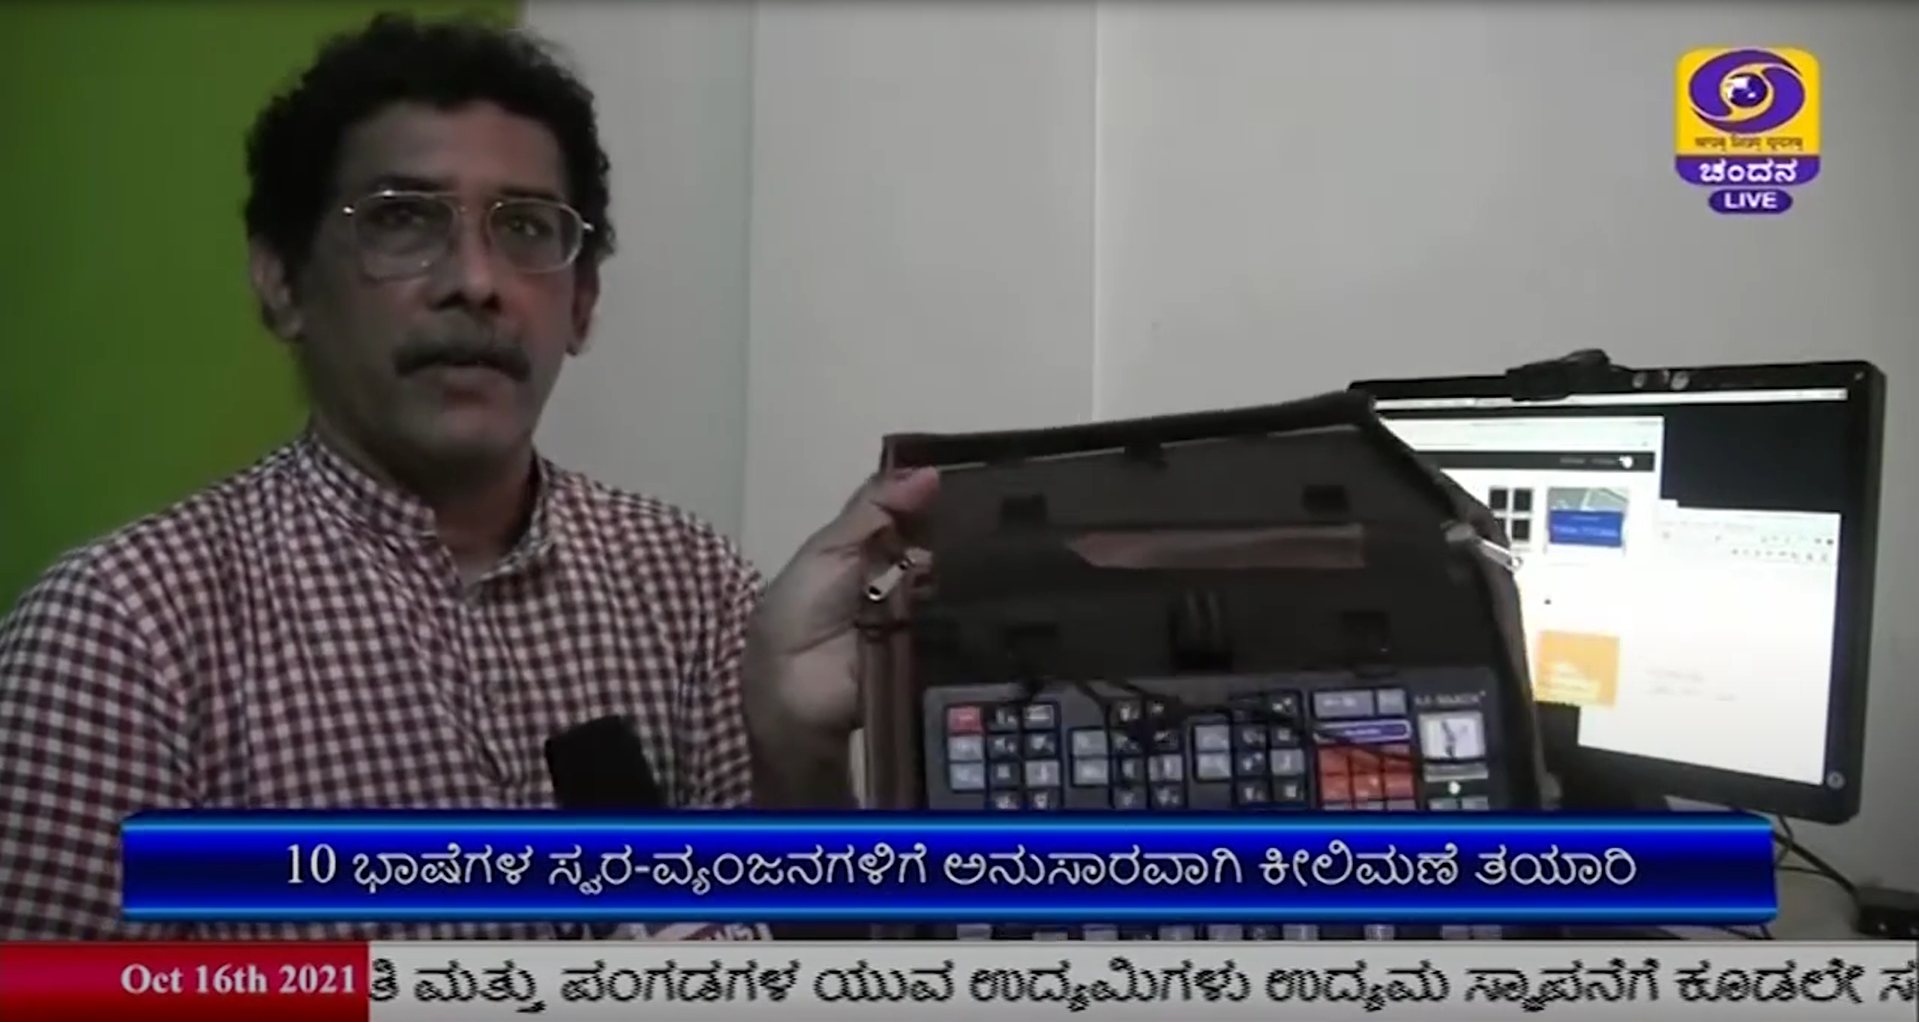 ಚಂದನ
LIVE
10 ಭಾಷೆಗಳ ಸ್ವರ-ವ್ಯಂಜನಗಳಿಗೆ ಅನುಸಾರವಾಗಿ ಕೀಲಿಮಣೆ ತಯಾರಿ
Oct 16th 2021
ತಿ ಮತ್ತು ಪಂಗಡಗಳ ಯುವ ಉದ್ಯಮಿಗಳು ಉದ್ಯಮ ಸ್ಥಾಪನೆಗೆ ಕೂಡಲೇ ಸ